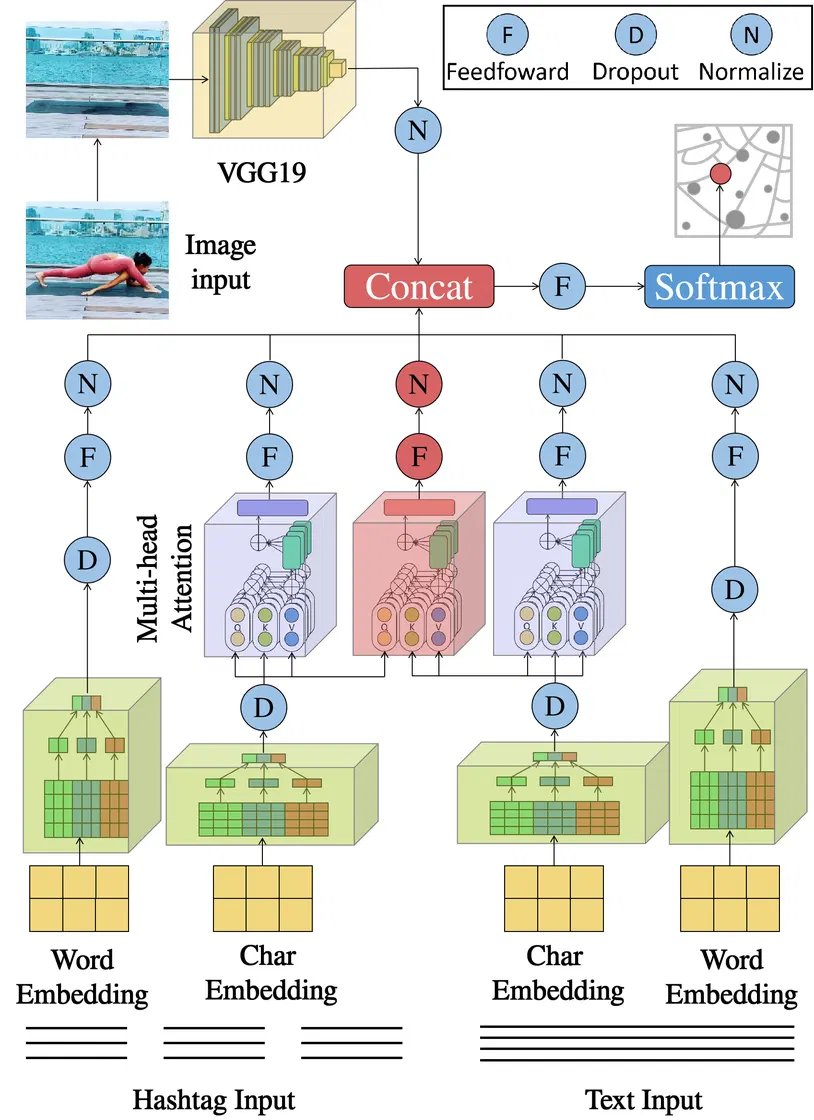 F
D
N
Feedfoward
Dropout
Normalize
N
VGG19
Image
input
Concat
F
Softmax
N
N
N
N
N
F
F
F
F
F
Multi-head
Attention
D
D
Q
K
V
Q
K
V
Q
K
V
D
D
Word
Embedding
Char
Embedding
Char
Embedding
Word
Embedding
Hashtag Input
Text Input